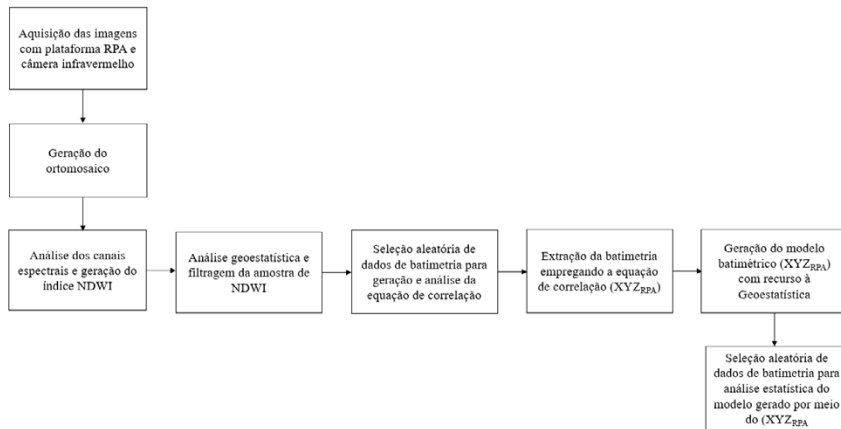 Aquisição das imagens
com plataforma RPA e
câmera infravermelho
Geração do
ortomosaico
Análise dos canais
espectrais e geração do
índice NDWI
Análise geoestatística e
filtragem da amostra de
NDWI
Seleção aleatória de
dados de batimetria para
geração e análise da
equação de correlação
Extração da batimetria
empregando a equação
de correlação (XYZRPA)
Geração do modelo
batimétrico (XYZRPA)
com recurso à
Geoestatística
Seleção aleatória de
dados de batimetria para
análise estatística do
modelo gerado por meio
do (XYZRPA